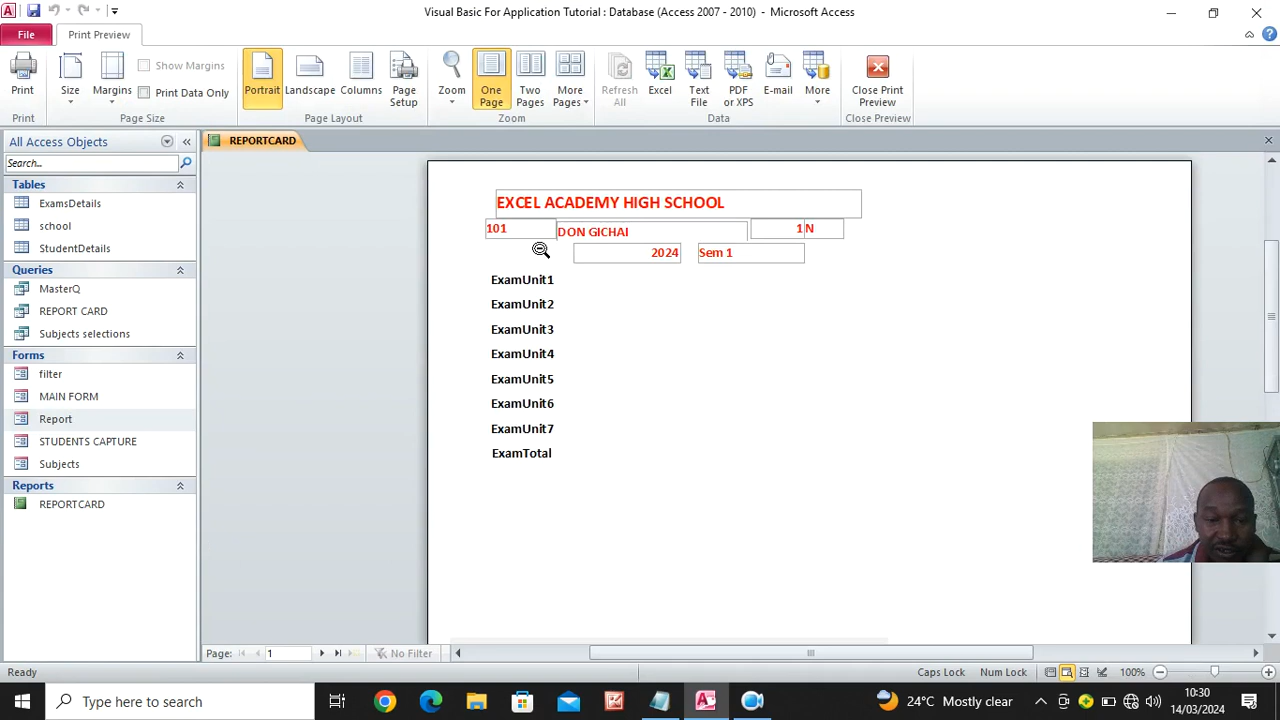 Visual Basic For Application Tutorial : Database (Access 2007 - 2010) - Microsoft Access
File
Print Preview
Print
Size
Margins
Show Margins
Print Data Only
Portrait
Landscape
Columns
Page Setup
Zoom
One Page
Two Pages
More Pages
Refresh All
Excel
Text File
PDF or XPS
E-mail
More
Close Print Preview
Print
Page Size
Page Layout
Zoom
Data
Close Preview
All Access Objects
Search...
Tables
ExamsDetails
school
StudentDetails
Queries
MasterQ
REPORT CARD
Subjects selections
Forms
filter
MAIN FORM
Report
STUDENTS CAPTURE
Subjects
Reports
REPORTCARD
REPORTCARD
EXCEL ACADEMY HIGH SCHOOL
101 DON GICHAI 1 N
2024 Sem 1
ExamUnit1
ExamUnit2
ExamUnit3
ExamUnit4
ExamUnit5
ExamUnit6
ExamUnit7
ExamTotal
Page: 1 No Filter
Ready
Caps Lock Num Lock 100%
Type here to search
24°C Mostly clear
10:30
14/03/2024